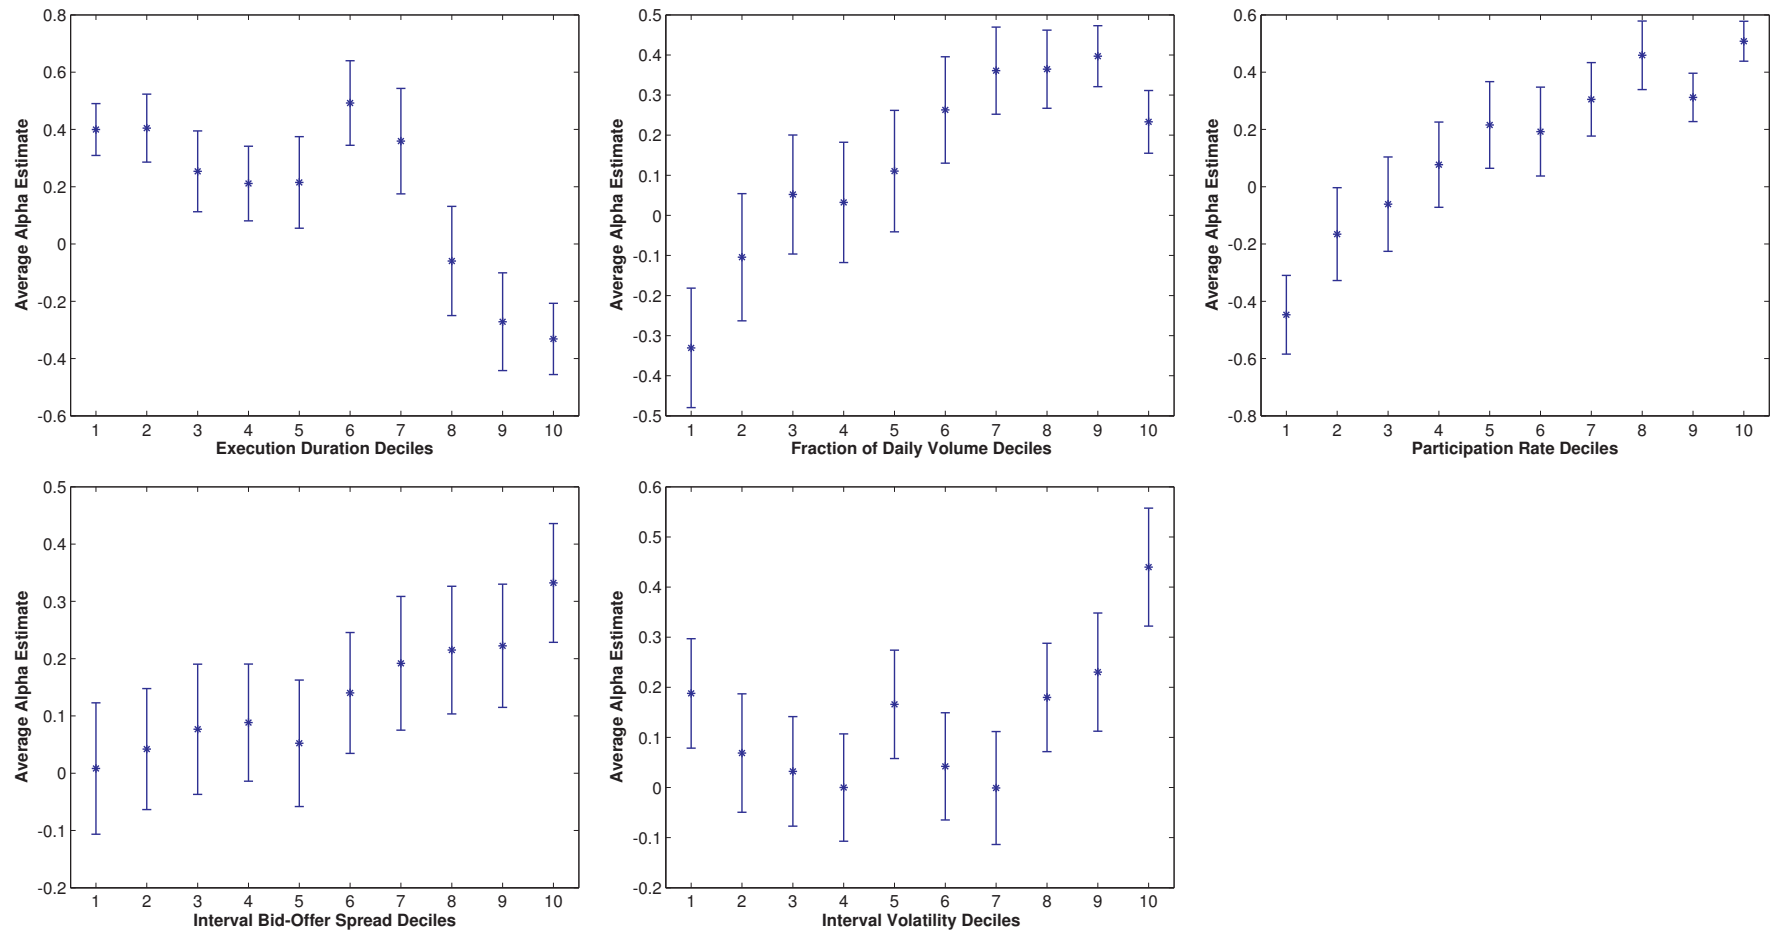 0.8
0.6
0.4
0.2
0
-0.2
-0.4
-0.6
Average Alpha Estimate
1 2 3 4 5 6 7 8 9 10
Execution Duration Deciles
0.5
0.4
0.3
0.2
0.1
0
-0.1
-0.2
-0.3
-0.4
-0.5
Average Alpha Estimate
1 2 3 4 5 6 7 8 9 10
Fraction of Daily Volume Deciles
0.6
0.4
0.2
0
-0.2
-0.4
-0.6
-0.8
Average Alpha Estimate
1 2 3 4 5 6 7 8 9 10
Participation Rate Deciles
0.5
0.4
0.3
0.2
0.1
0
-0.1
-0.2
Average Alpha Estimate
1 2 3 4 5 6 7 8 9 10
Interval Bid-Offer Spread Deciles
0.6
0.5
0.4
0.3
0.2
0.1
0
-0.1
-0.2
Average Alpha Estimate
1 2 3 4 5 6 7 8 9 10
Interval Volatility Deciles